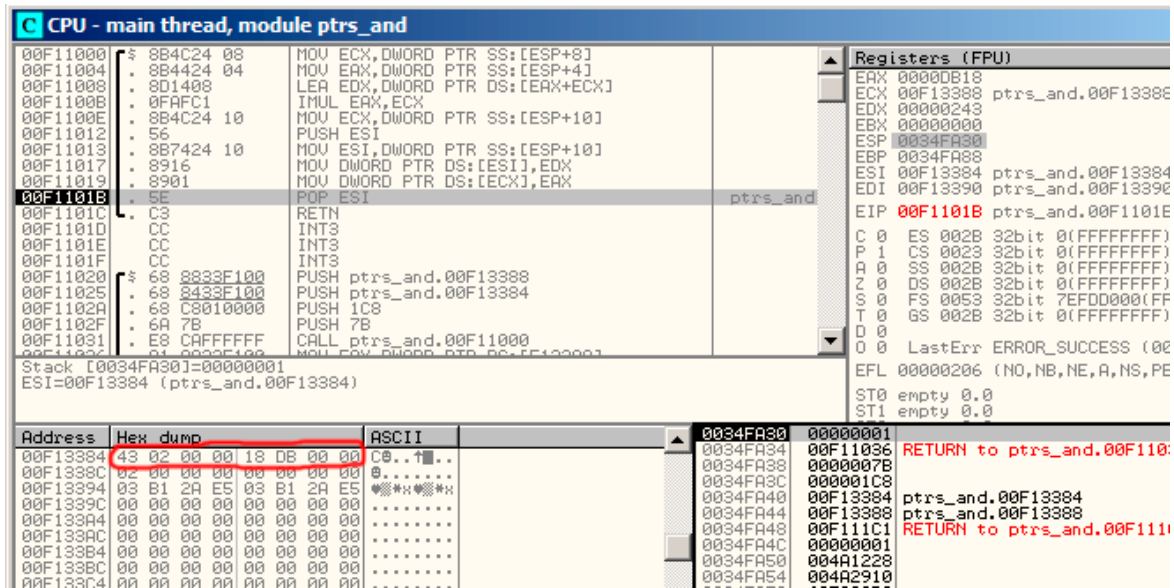 C CPU - main thread, module ptrs_and
00F11000 $ 8B4C24 08 MOV ECX,DWORD PTR SS:[ESP+8]
00F11004 . 8B4424 04 MOV EAX,DWORD PTR SS:[ESP+4]
00F11008 . 8D1408 LEA EDX,DWORD PTR DS:[EAX+ECX]
00F1100B . 0FAFC1 IMUL EAX,ECX
00F1100E . 8B4C24 10 MOV ECX,DWORD PTR SS:[ESP+10]
00F11012 . 56 PUSH ESI
00F11013 . 8B7424 10 MOV ESI,DWORD PTR SS:[ESP+10]
00F11017 . 8916 MOV DWORD PTR DS:[ESI],EDX
00F11019 . 8901 MOV DWORD PTR DS:[ECX],EAX
00F1101B . 5E POP ESI ptrs_and
00F1101C . C3 RETN
00F1101D CC INT3
00F1101E CC INT3
00F1101F CC INT3
00F11020 $ 68 8833F100 PUSH ptrs_and.00F13388
00F11025 . 68 8433F100 PUSH ptrs_and.00F13384
00F1102A . 68 C8010000 PUSH 1C8
00F1102F . 6A 7B PUSH 7B
00F11031 . E8 CAFFFFFF CALL ptrs_and.00F11000
Stack [0034FA30]=00000001
ESI=00F13384 (ptrs_and.00F13384)
Registers (FPU)
EAX 0000DB18
ECX 00F13388 ptrs_and.00F13388
EDX 00000243
EBX 00000000
ESP 0034FA30
EBP 0034FA88
ESI 00F13384 ptrs_and.00F13384
EDI 00F13390 ptrs_and.00F13390
EIP 00F1101B ptrs_and.00F1101B
C 0 ES 002B 32bit 0(FFFFFFFF)
P 1 CS 0023 32bit 0(FFFFFFFF)
A 0 SS 002B 32bit 0(FFFFFFFF)
Z 0 DS 002B 32bit 0(FFFFFFFF)
S 0 FS 0053 32bit 7EFDD000(FF
T 0 GS 002B 32bit 0(FFFFFFFF)
D 0
O 0 LastErr ERROR_SUCCESS (00
EFL 00000206 (NO,NB,NE,A,NS,PE
ST0 empty 0.0
ST1 empty 0.0
Address Hex dump ASCII
00F13384 43 02 00 00 18 DB 00 00
00F1338C 02 00 00 00 00 00 00 00
00F13394 03 B1 2A E5 03 B1 2A E5
00F1339C 00 00 00 00 00 00 00 00 ........
00F133A4 00 00 00 00 00 00 00 00 ........
00F133AC 00 00 00 00 00 00 00 00 ........
00F133B4 00 00 00 00 00 00 00 00 ........
00F133BC 00 00 00 00 00 00 00 00 ........
00F133C4 00 00 00 00 00 00 00 00 ........
0034FA30 00000001
0034FA34 00F11036 RETURN to ptrs_and.00F1103
0034FA38 0000007B
0034FA3C 000001C8
0034FA40 00F13384 ptrs_and.00F13384
0034FA44 00F13388 ptrs_and.00F13388
0034FA48 00F111C1 RETURN to ptrs_and.00F111
0034FA4C 00000001
0034FA50 004A1228
0034FA54 004A2910